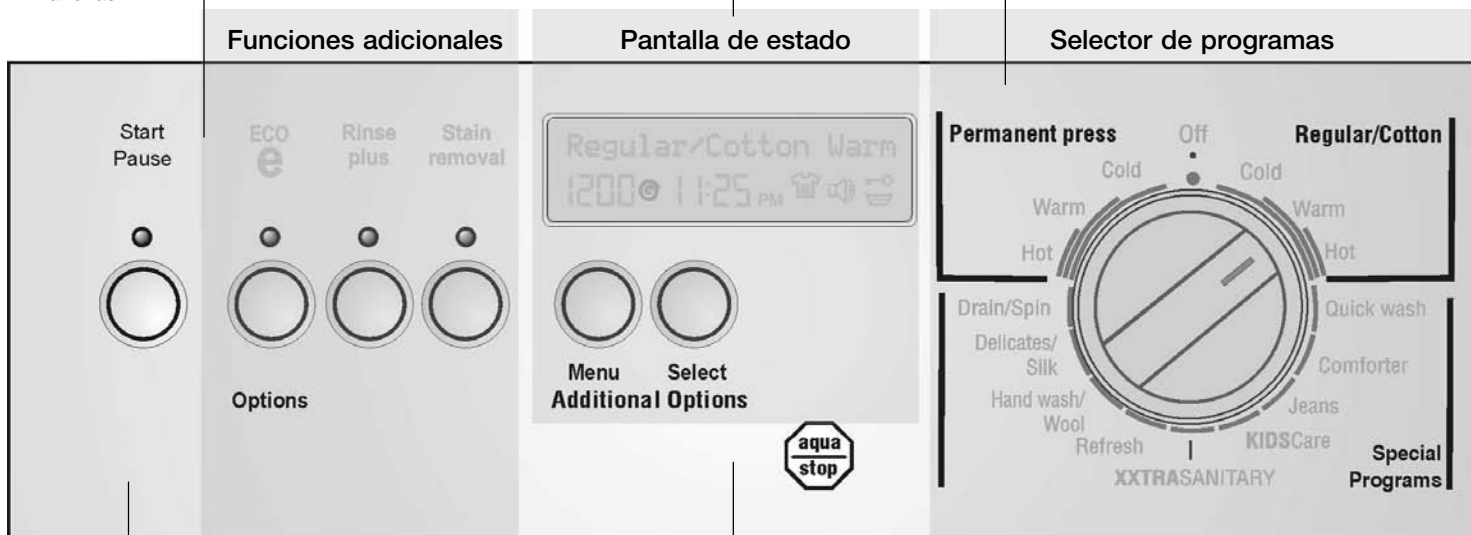 Funciones adicionales
Pantalla de estado
Selector de programas
Start
Pause
ECO
e
Rinse
plus
Stain
removal
Options
Regular/Cotton Warm
1200 11:25 PM
Menu
Select
Additional Options
aqua
stop
Permanent press
Off
Regular/Cotton
Cold
Cold
Warm
Warm
Hot
Hot
Drain/Spin
Quick wash
Delicates/
Silk
Comforter
Hand wash/
Wool
Jeans
Refresh
KIDSCare
XXTRASANITARY
Special
Programs